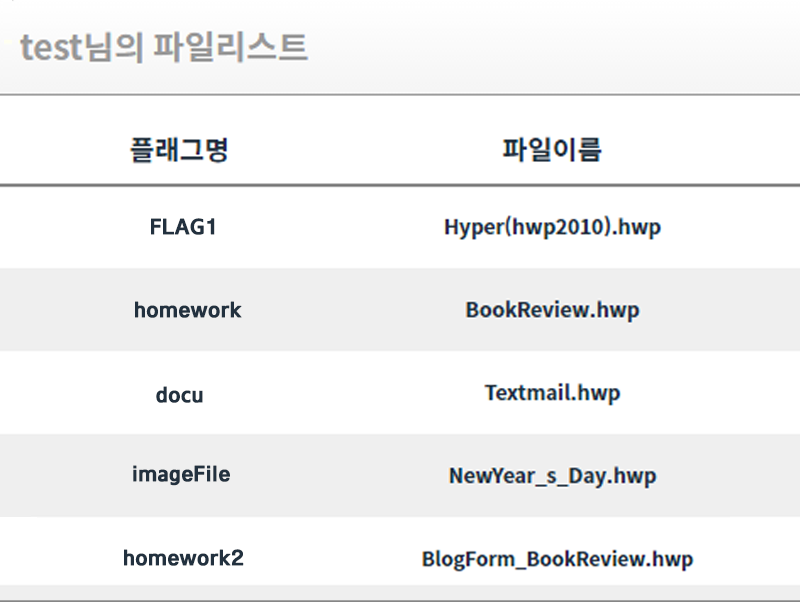 test님의 파일리스트
플래그명 파일이름
FLAG1 Hyper(hwp2010).hwp
homework BookReview.hwp
docu Textmail.hwp
imageFile NewYear_s_Day.hwp
homework2 BlogForm_BookReview.hwp